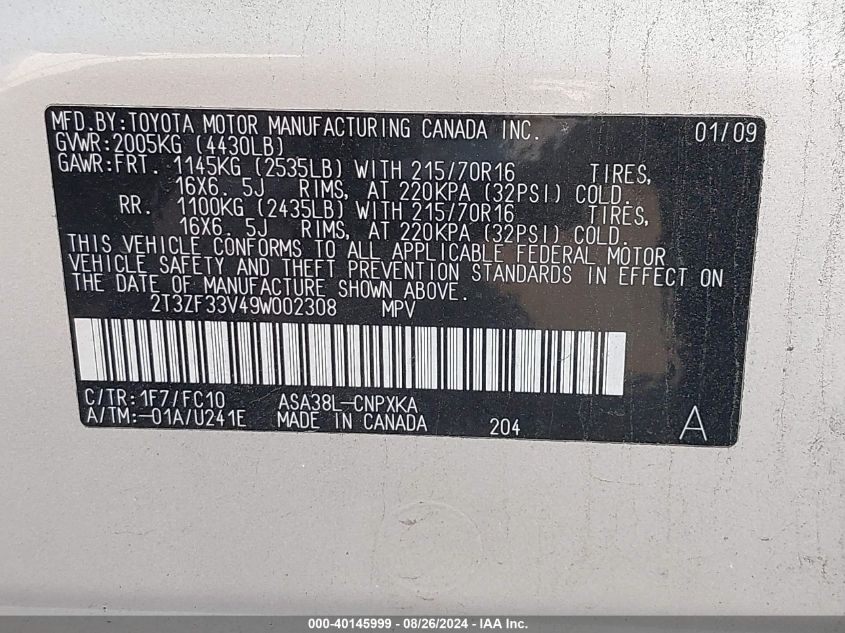 MFD.BY:TOYOTA MOTOR MANUFACTURING CANADA INC. 01/09
GVWR:2005KG (4430LB)
GAWR:FRT. 1145KG (2535LB) WITH 215/70R16 TIRES,
16X6.5J RIMS, AT 220KPA (32PSI) COLD.
RR. 1100KG (2435LB) WITH 215/70R16 TIRES,
16X6.5J RIMS, AT 220KPA (32PSI) COLD.
THIS VEHICLE CONFORMS TO ALL APPLICABLE FEDERAL MOTOR
VEHICLE SAFETY AND THEFT PREVENTION STANDARDS IN EFFECT ON
THE DATE OF MANUFACTURE SHOWN ABOVE.
2T3ZF33V49W002308 MPV
C/TR:1F7/FC10 ASA38L-CNPXKA
A/TM:-01A/U241E MADE IN CANADA 204 A
000-40145999 - 08/26/2024 - IAA Inc.